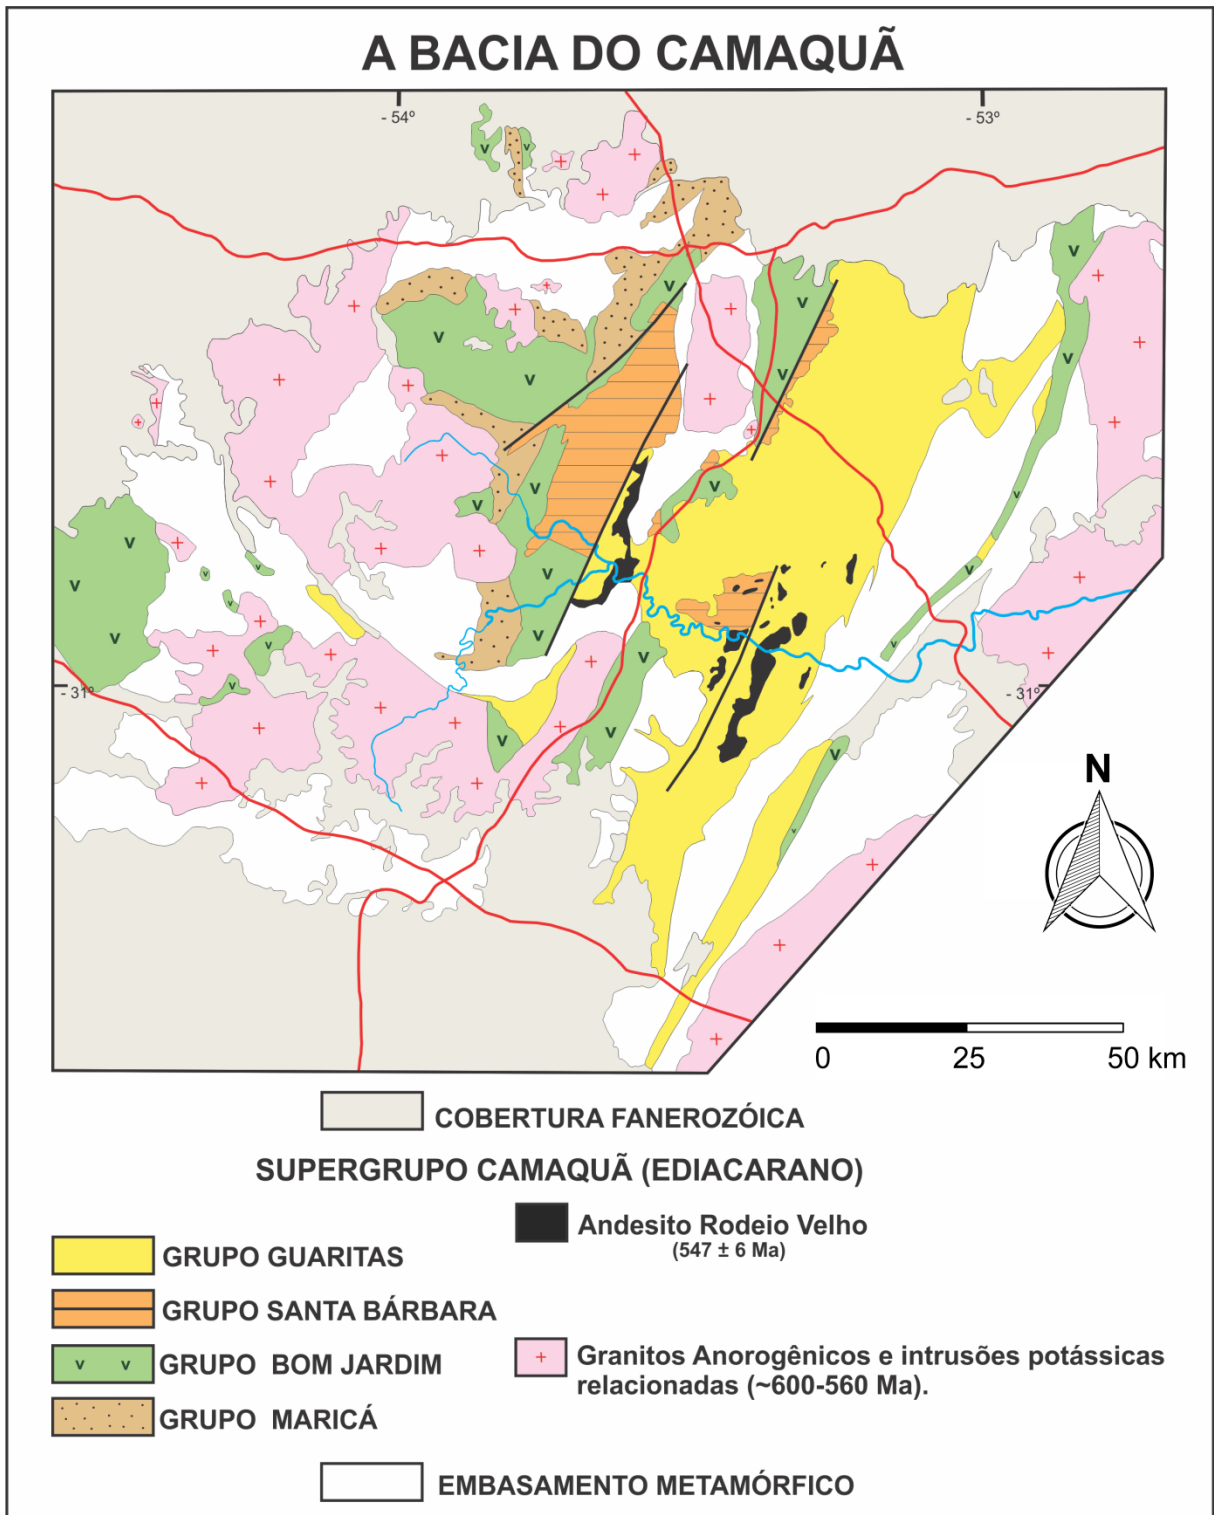 A BACIA DO CAMAQUÃ
- 54º
- 53º
- 31º
- 31º
N
0 25 50 km
COBERTURA FANEROZÓICA
SUPERGRUPO CAMAQUÃ (EDIACARANO)
Andesito Rodeio Velho
(547 ± 6 Ma)
GRUPO GUARITAS
GRUPO SANTA BÁRBARA
GRUPO BOM JARDIM
GRUPO MARICÁ
Granitos Anorogênicos e intrusões potássicas
relacionadas (~600-560 Ma).
EMBASAMENTO METAMÓRFICO